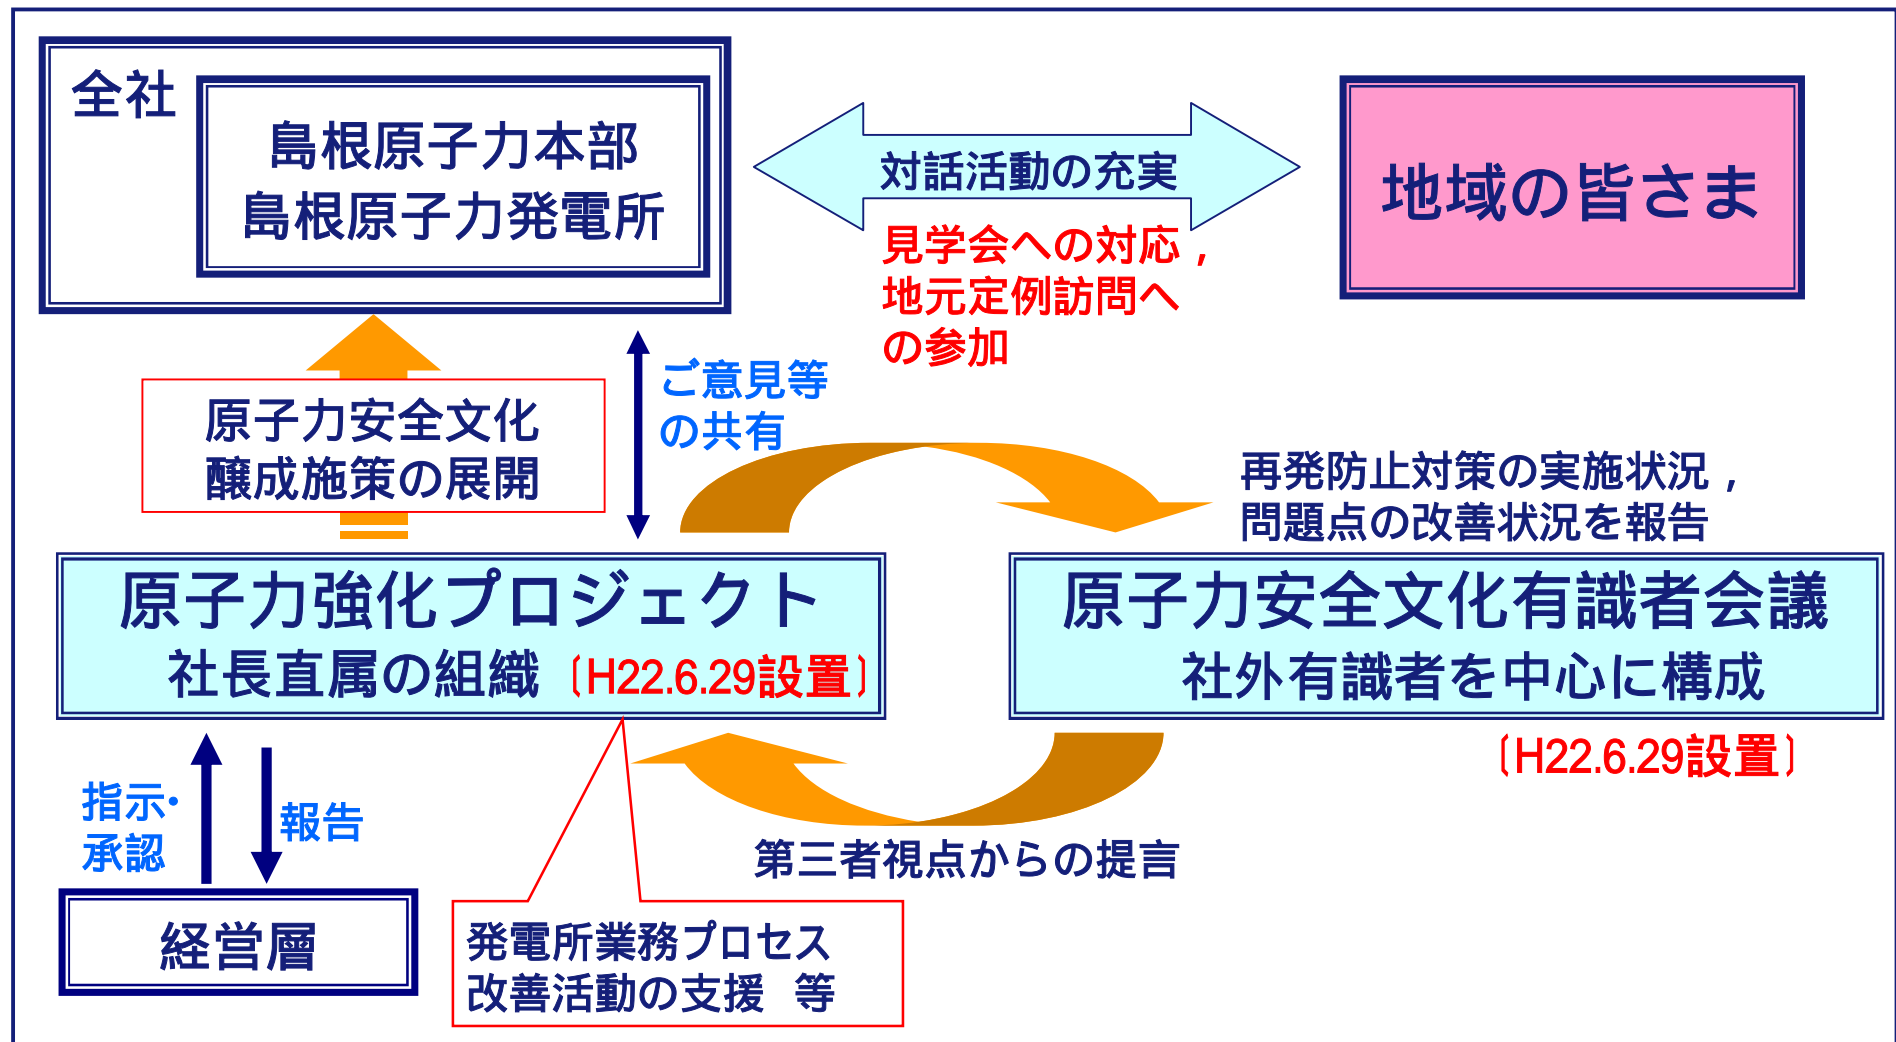 全社
島根原子力本部
島根原子力発電所
対話活動の充実
地域の皆さま
見学会への対応，
地元定例訪問へ
の参加
ご意見等
の共有
原子力安全文化
醸成施策の展開
再発防止対策の実施状況，
問題点の改善状況を報告
原子力強化プロジェクト
社長直属の組織〔H22.6.29設置〕
原子力安全文化有識者会議
社外有識者を中心に構成
〔H22.6.29設置〕
指示・
承認
報告
第三者視点からの提言
経営層
発電所業務プロセス
改善活動の支援　等